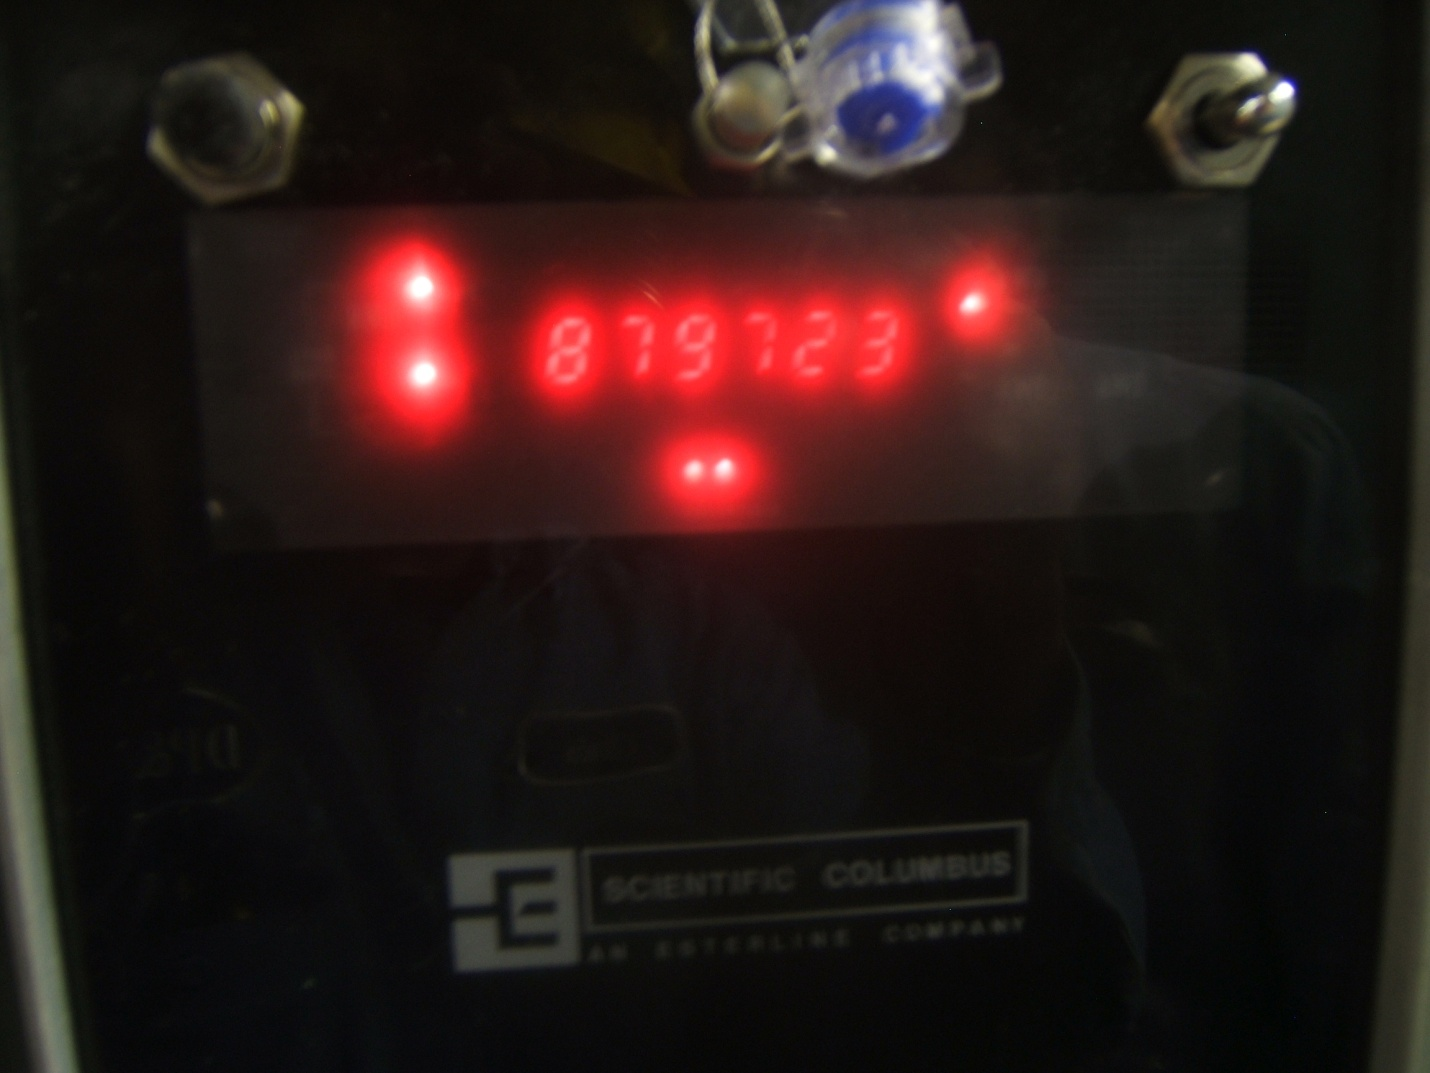 879723
SCIENTIFIC COLUMBUS
AN ESTERLINE COMPANY